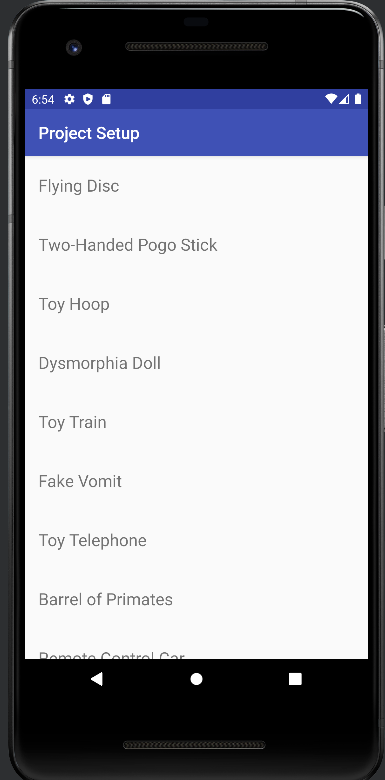 6:54
Project Setup
Flying Disc
Two-Handed Pogo Stick
Toy Hoop
Dysmorphia Doll
Toy Train
Fake Vomit
Toy Telephone
Barrel of Primates
Remote Control Car